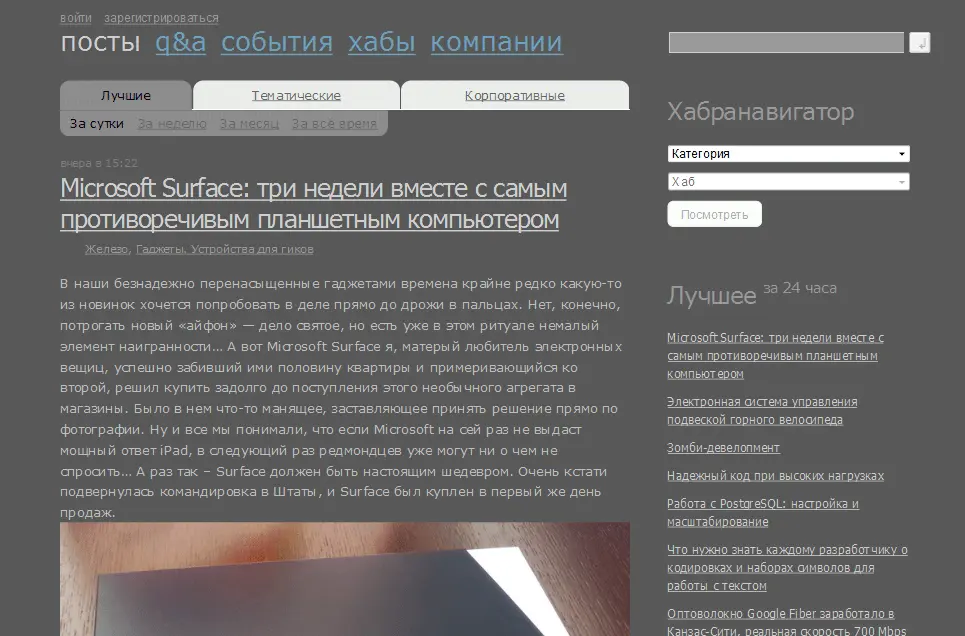 войти зарегистрироваться
посты q&a события хабы компании
Лучшие Тематические Корпоративные
За сутки За неделю За месяц За всё время
вчера в 15:22
Microsoft Surface: три недели вместе с самым
противоречивым планшетным компьютером
Железо, Гаджеты. Устройства для гиков
В наши безнадежно перенасыщенные гаджетами времена крайне редко какую-то
из новинок хочется попробовать в деле прямо до дрожи в пальцах. Нет, конечно,
потрогать новый «айфон» — дело святое, но есть уже в этом ритуале немалый
элемент наигранности... А вот Microsoft Surface я, матерый любитель электронных
вещиц, успешно забивший ими половину квартиры и примеривающийся ко
второй, решил купить задолго до поступления этого необычного агрегата в
магазины. Было в нем что-то манящее, заставляющее принять решение прямо по
фотографии. Ну и все мы понимали, что если Microsoft на сей раз не выдаст
мощный ответ iPad, в следующий раз редмондцев уже могут ни о чем не
спросить... А раз так – Surface должен быть настоящим шедевром. Очень кстати
подвернулась командировка в Штаты, и Surface был куплен в первый же день
продаж.
Хабранавигатор
Категория
Хаб
Посмотреть
Лучшее за 24 часа
Microsoft Surface: три недели вместе с
самым противоречивым планшетным
компьютером
Электронная система управления
подвеской горного велосипеда
Зомби-девелопмент
Надежный код при высоких нагрузках
Работа с PostgreSQL: настройка и
масштабирование
Что нужно знать каждому разработчику о
кодировках и наборах символов для
работы с текстом
Оптоволокно Google Fiber заработало в
Канзас-Сити, реальная скорость 700 Mbps